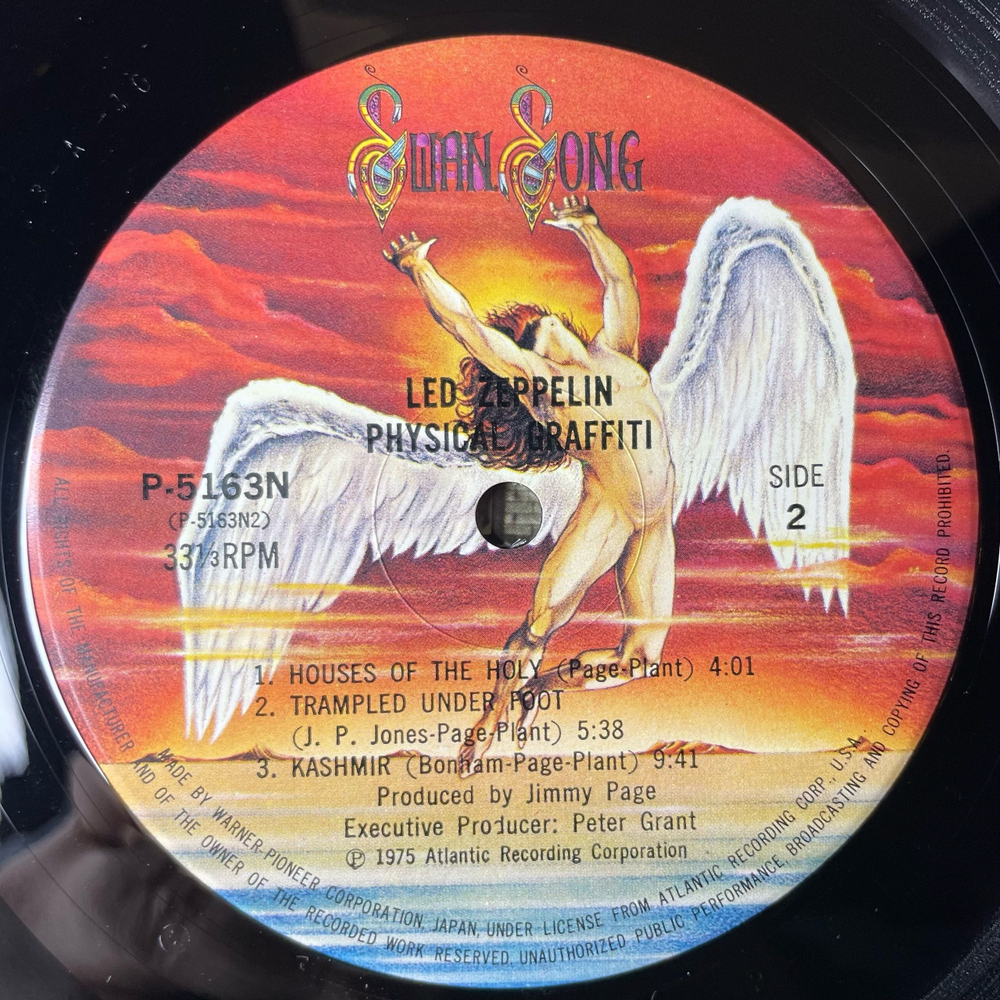 SWAN SONG
LED ZEPPELIN
PHYSICAL GRAFFITI
P-5163N
(P-5163N2)
33⅓RPM
SIDE
2
1. HOUSES OF THE HOLY (Page-Plant) 4:01
2. TRAMPLED UNDER FOOT
(J. P. Jones-Page-Plant) 5:38
3. KASHMIR (Bonham-Page-Plant) 9:41
Produced by Jimmy Page
Executive Producer: Peter Grant
Ⓟ 1975 Atlantic Recording Corporation
MADE BY WARNER-PIONEER CORPORATION, JAPAN, UNDER LICENSE FROM ATLANTIC RECORDING CORP., U.S.A.
ALL RIGHTS OF THE MANUFACTURER AND OF THE OWNER OF THE RECORDED WORK RESERVED. UNAUTHORIZED PUBLIC PERFORMANCE, BROADCASTING AND COPYING OF THIS RECORD PROHIBITED.